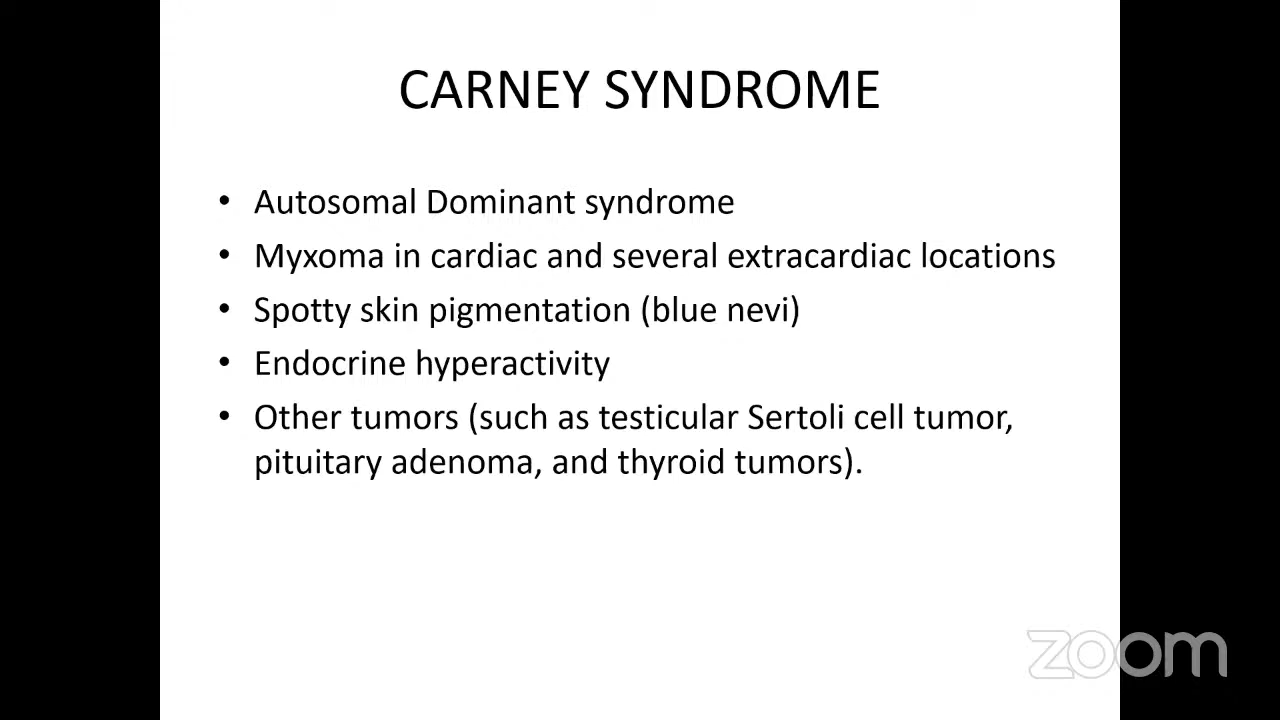 CARNEY SYNDROME
• Autosomal Dominant syndrome
• Myxoma in cardiac and several extracardiac locations
• Spotty skin pigmentation (blue nevi)
• Endocrine hyperactivity
• Other tumors (such as testicular Sertoli cell tumor,
pituitary adenoma, and thyroid tumors).
zoom